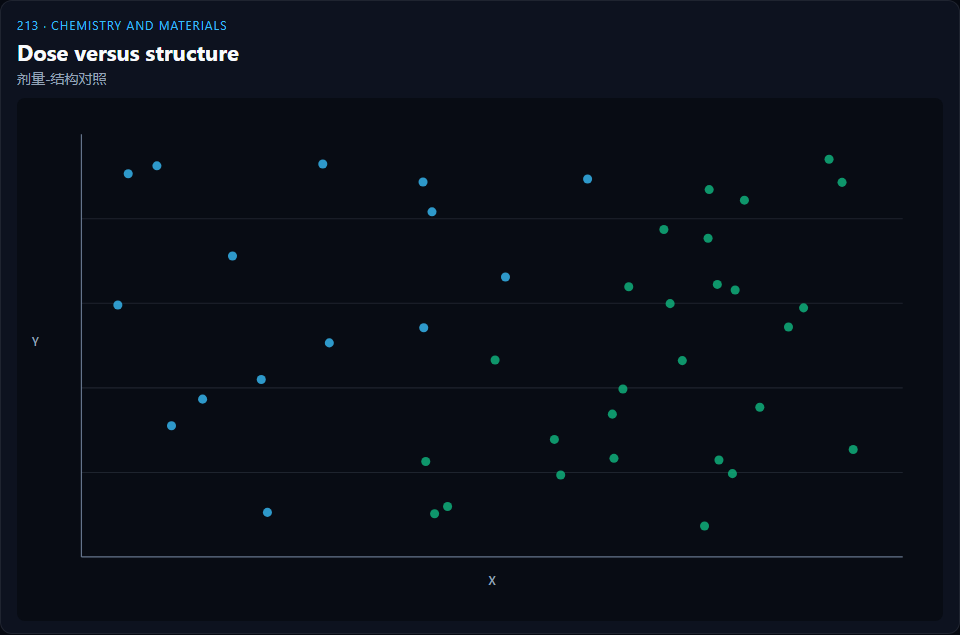 213 · CHEMISTRY AND MATERIALS
Dose versus structure
剂量-结构对照
Y
X